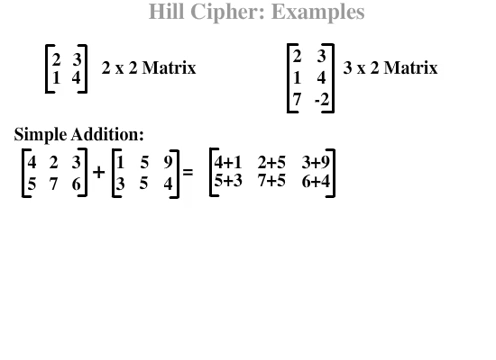 Hill Cipher: Examples
2 3
1 4
2 x 2 Matrix
2 3
1 4
7 -2
3 x 2 Matrix
Simple Addition:
4 2 3 + 1 5 9 = 4+1 2+5 3+9
5 7 6 3 5 4 5+3 7+5 6+4